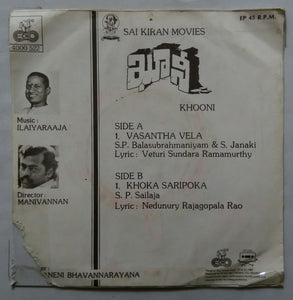 SAI KIRAN MOVIES
EP 45 R.P.M.
ECHO
ఖూనీ
KHOONI
Music:
ILAIYARAAJA
SIDE A
1. VASANTHA VELA
S.P. Balasubrahmaniyam & S. Janaki
Lyric: Veturi Sundara Ramamurthy
Director:
MANIVANNAN
SIDE B
1. KHOKA SARIPOKA
S. P. Sailaja
Lyric: Nedunury Rajagopala Rao
NENI BHAVANNARAYANA